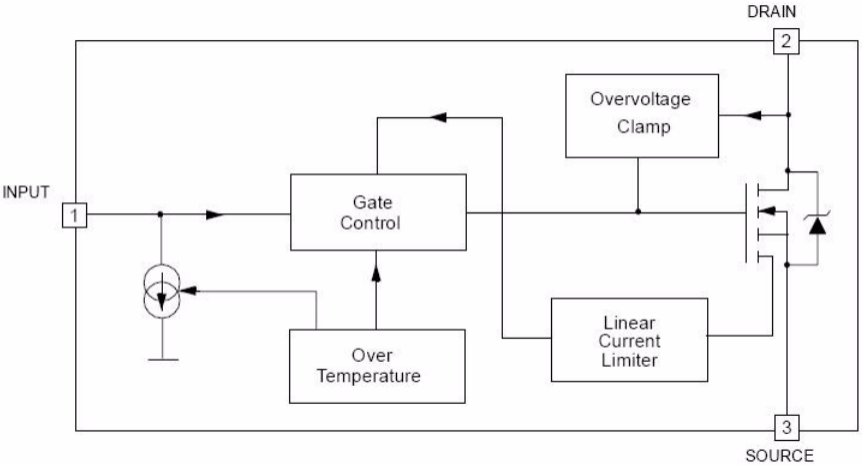 DRAIN
2
Overvoltage
Clamp
INPUT
1
Gate
Control
Linear
Current
Limiter
Over
Temperature
3
SOURCE